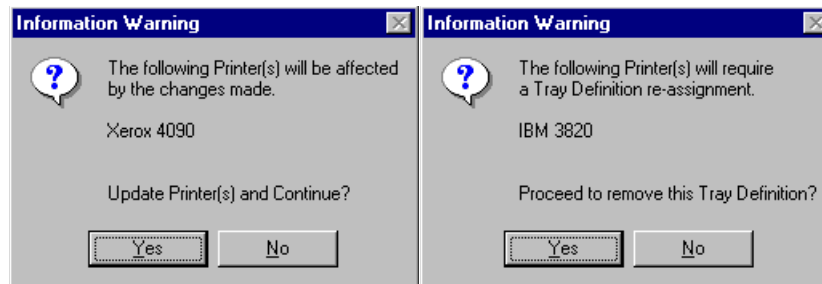 Information Warning
The following Printer(s) will be affected
by the changes made.
Xerox 4090
Update Printer(s) and Continue?
Yes
No
Information Warning
The following Printer(s) will require
a Tray Definition re-assignment.
IBM 3820
Proceed to remove this Tray Definition?
Yes
No